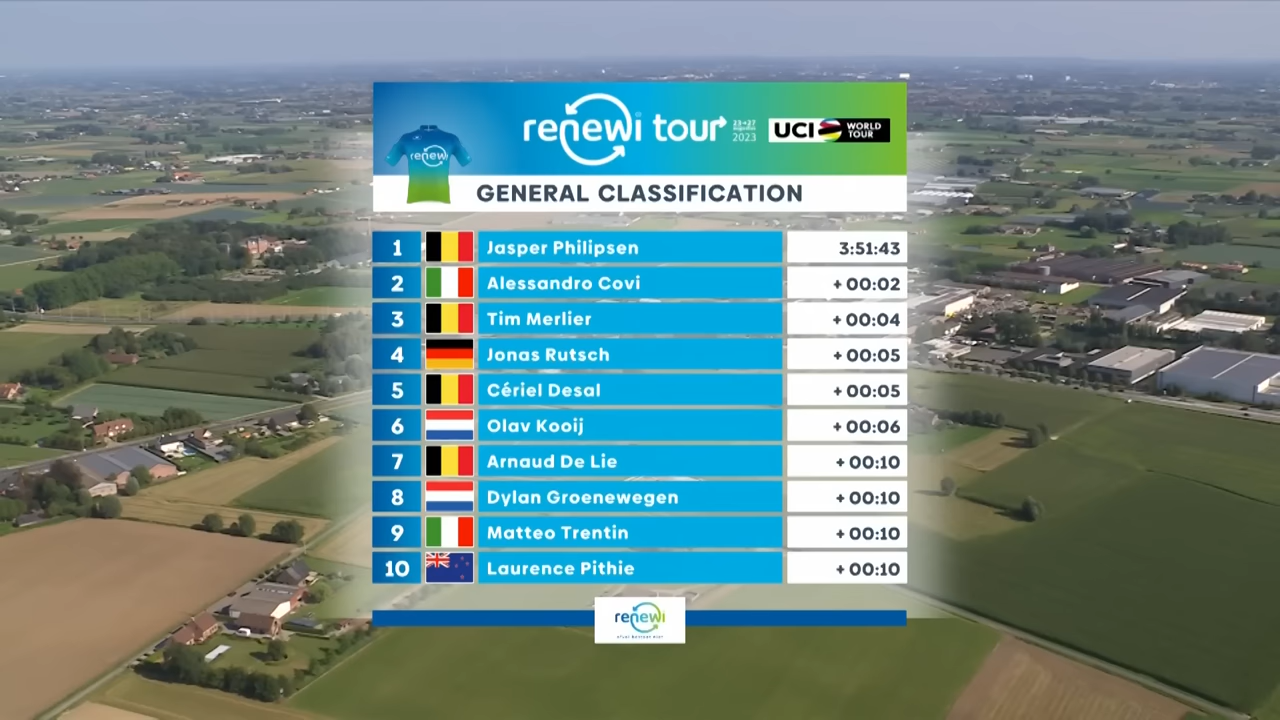 renewi tour
23→27
augustus
2023
UCI WORLD TOUR
renewi
GENERAL CLASSIFICATION
1 Jasper Philipsen 3:51:43
2 Alessandro Covi + 00:02
3 Tim Merlier + 00:04
4 Jonas Rutsch + 00:05
5 Cériel Desal + 00:05
6 Olav Kooij + 00:06
7 Arnaud De Lie + 00:10
8 Dylan Groenewegen + 00:10
9 Matteo Trentin + 00:10
10 Laurence Pithie + 00:10
renewi